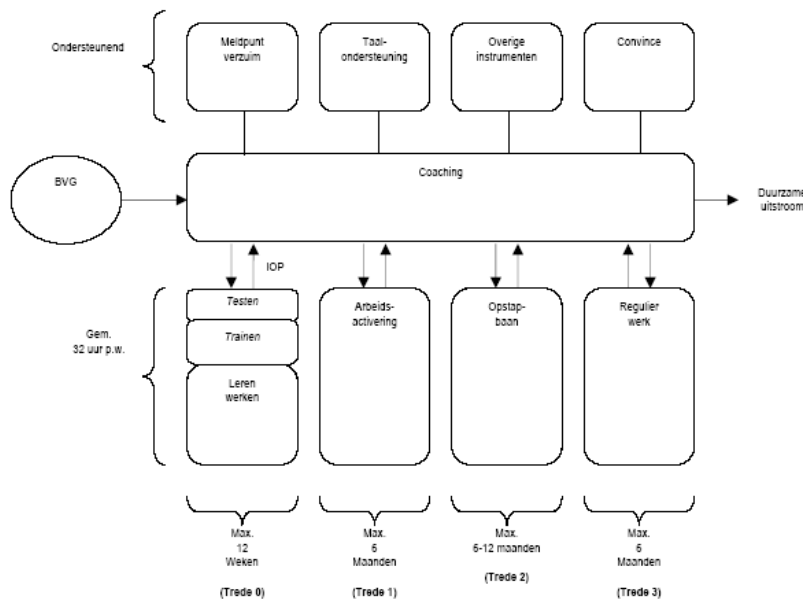 Ondersteunend
Meldpunt
verzuim
Taal-
ondersteuning
Overige
instrumenten
Convince
BVG
Coaching
Duurzame
uitstroom
IOP
Gem.
32 uur p.w.
Testen
Trainen
Leren
werken
Arbeids-
activering
Opstap-
baan
Regulier
werk
Max.
12
Weken
(Trede 0)
Max.
6
Maanden
(Trede 1)
Max.
6-12 maanden
(Trede 2)
Max.
6
Maanden
(Trede 3)